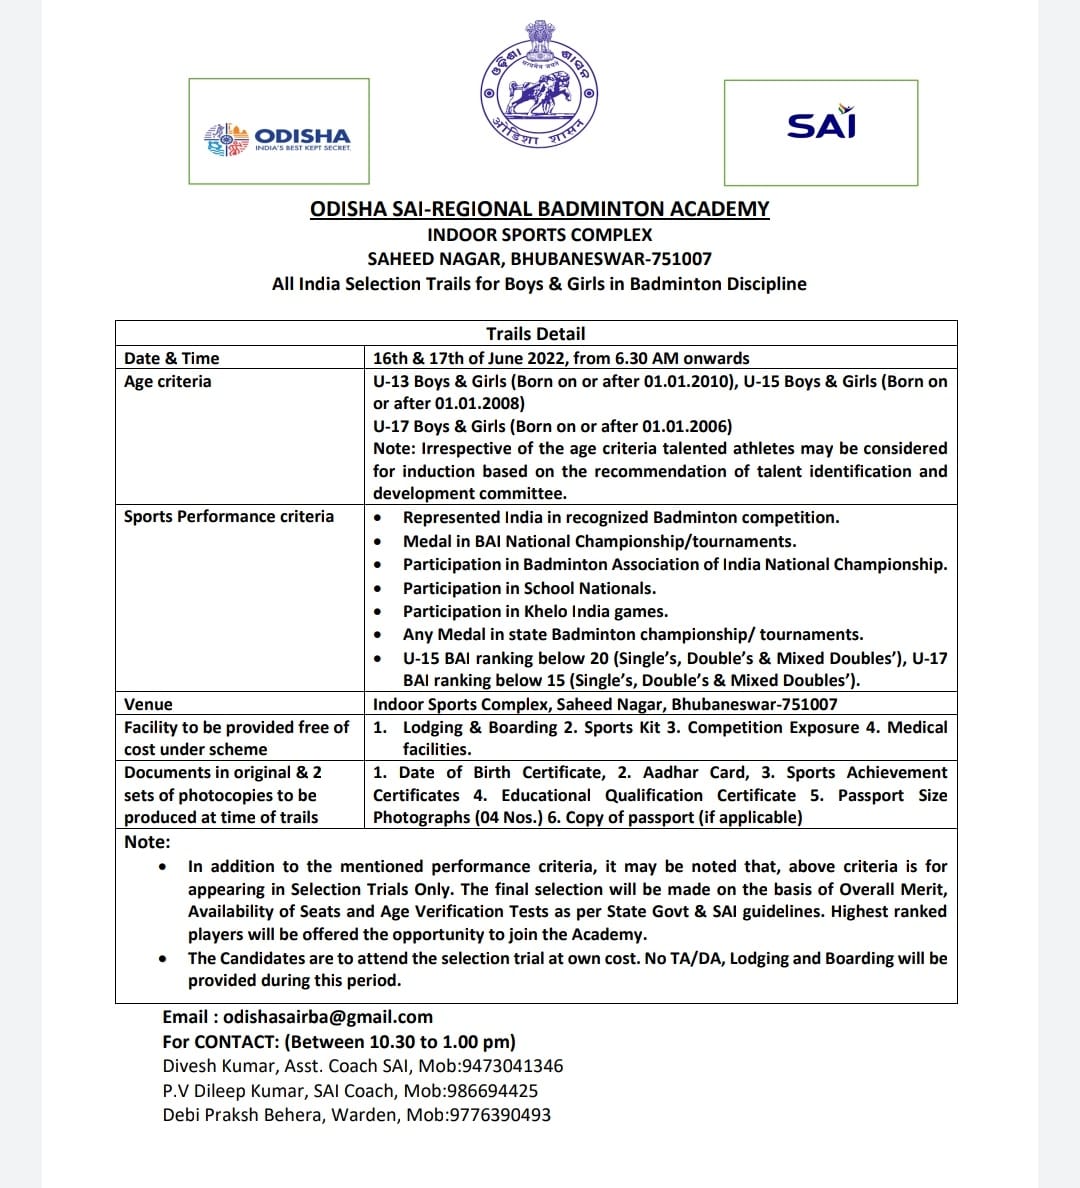 ଓଡ଼ିଶା ଶାସନ
सत्यमेव जयते
ओड़िशा शासन
ODISHA
INDIA'S BEST KEPT SECRET
SAI
ODISHA SAI-REGIONAL BADMINTON ACADEMY
INDOOR SPORTS COMPLEX
SAHEED NAGAR, BHUBANESWAR-751007
All India Selection Trails for Boys & Girls in Badminton Discipline
Trails Detail
Date & Time
16th & 17th of June 2022, from 6.30 AM onwards
Age criteria
U-13 Boys & Girls (Born on or after 01.01.2010), U-15 Boys & Girls (Born on
or after 01.01.2008)
U-17 Boys & Girls (Born on or after 01.01.2006)
Note: Irrespective of the age criteria talented athletes may be considered
for induction based on the recommendation of talent identification and
development committee.
Sports Performance criteria
• Represented India in recognized Badminton competition.
• Medal in BAI National Championship/tournaments.
• Participation in Badminton Association of India National Championship.
• Participation in School Nationals.
• Participation in Khelo India games.
• Any Medal in state Badminton championship/ tournaments.
• U-15 BAI ranking below 20 (Single's, Double's & Mixed Doubles'), U-17
BAI ranking below 15 (Single's, Double's & Mixed Doubles').
Venue
Indoor Sports Complex, Saheed Nagar, Bhubaneswar-751007
Facility to be provided free of
cost under scheme
1. Lodging & Boarding 2. Sports Kit 3. Competition Exposure 4. Medical
facilities.
Documents in original & 2
sets of photocopies to be
produced at time of trails
1. Date of Birth Certificate, 2. Aadhar Card, 3. Sports Achievement
Certificates 4. Educational Qualification Certificate 5. Passport Size
Photographs (04 Nos.) 6. Copy of passport (if applicable)
Note:
• In addition to the mentioned performance criteria, it may be noted that, above criteria is for
appearing in Selection Trials Only. The final selection will be made on the basis of Overall Merit,
Availability of Seats and Age Verification Tests as per State Govt & SAI guidelines. Highest ranked
players will be offered the opportunity to join the Academy.
• The Candidates are to attend the selection trial at own cost. No TA/DA, Lodging and Boarding will be
provided during this period.
Email : odishasairba@gmail.com
For CONTACT: (Between 10.30 to 1.00 pm)
Divesh Kumar, Asst. Coach SAI, Mob:9473041346
P.V Dileep Kumar, SAI Coach, Mob:986694425
Debi Praksh Behera, Warden, Mob:9776390493